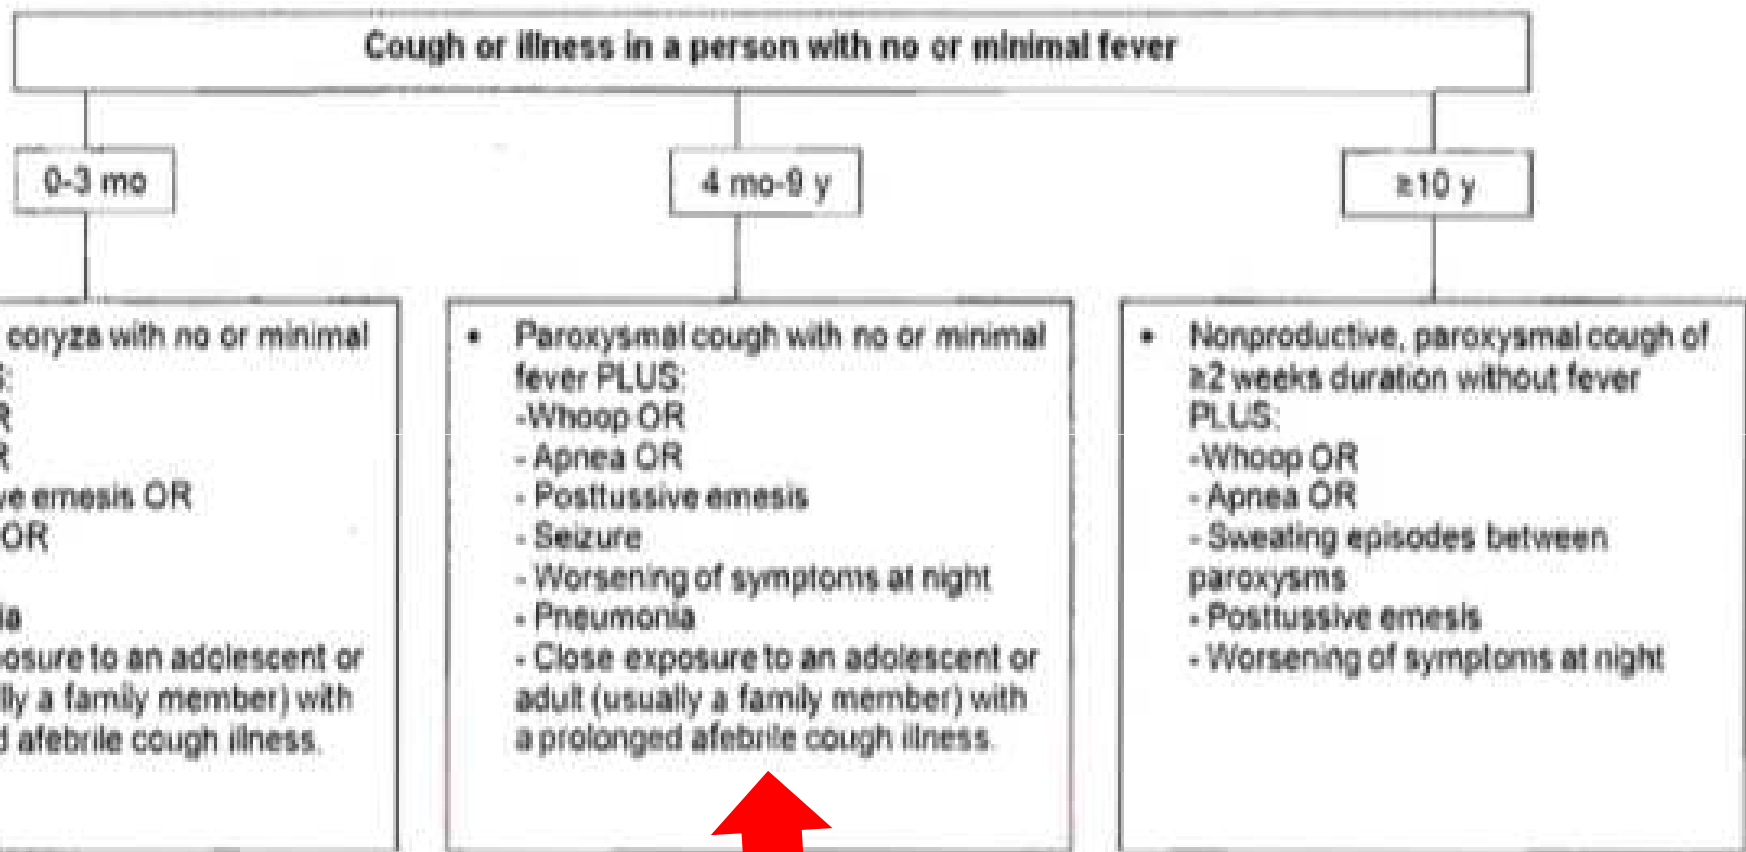 Cough or illness in a person with no or minimal fever
0-3 mo
4 mo-9 y
≥10 y
coryza with no or minimal
emesis OR
OR
to an adolescent or
a family member) with
afebrile cough illness.
• Paroxysmal cough with no or minimal
fever PLUS:
-Whoop OR
- Apnea OR
- Posttussive emesis
- Seizure
- Worsening of symptoms at night
- Pneumonia
- Close exposure to an adolescent or
adult (usually a family member) with
a prolonged afebrile cough illness.
• Nonproductive, paroxysmal cough of
≥2 weeks duration without fever
PLUS:
-Whoop OR
- Apnea OR
- Sweating episodes between
paroxysms
- Posttussive emesis
- Worsening of symptoms at night